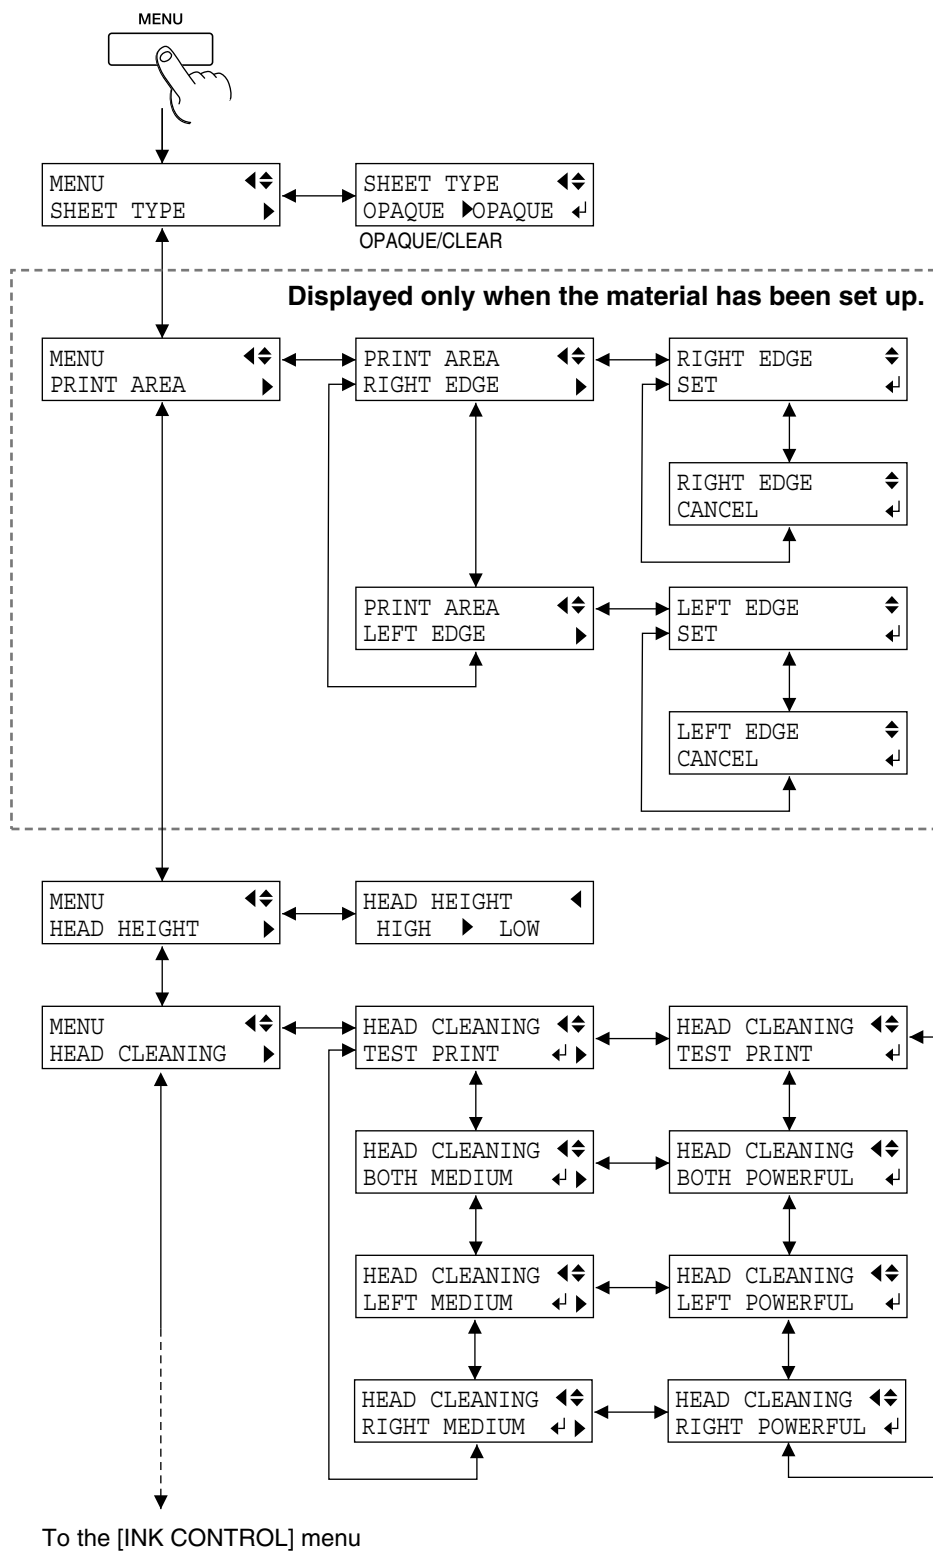 MENU
MENU
SHEET TYPE
SHEET TYPE
OPAQUE OPAQUE
OPAQUE/CLEAR
Displayed only when the material has been set up.
MENU
PRINT AREA
PRINT AREA
RIGHT EDGE
RIGHT EDGE
SET
RIGHT EDGE
CANCEL
PRINT AREA
LEFT EDGE
LEFT EDGE
SET
LEFT EDGE
CANCEL
MENU
HEAD HEIGHT
HEAD HEIGHT
HIGH LOW
MENU
HEAD CLEANING
HEAD CLEANING
TEST PRINT
HEAD CLEANING
TEST PRINT
HEAD CLEANING
BOTH MEDIUM
HEAD CLEANING
BOTH POWERFUL
HEAD CLEANING
LEFT MEDIUM
HEAD CLEANING
LEFT POWERFUL
HEAD CLEANING
RIGHT MEDIUM
HEAD CLEANING
RIGHT POWERFUL
To the [INK CONTROL] menu